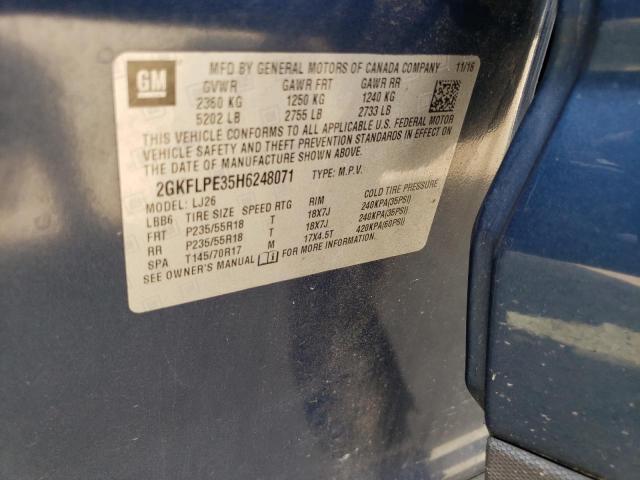 GM
MFD BY GENERAL MOTORS OF CANADA COMPANY 11/16
GVWR GAWR FRT GAWR RR
2360 KG 1250 KG 1240 KG
5202 LB 2755 LB 2733 LB
THIS VEHICLE CONFORMS TO ALL APPLICABLE U.S. FEDERAL MOTOR
VEHICLE SAFETY AND THEFT PREVENTION STANDARDS IN EFFECT ON
THE DATE OF MANUFACTURE SHOWN ABOVE.
2GKFLPE35H6248071 TYPE: M.P.V.
MODEL: LJ26
LBB6 TIRE SIZE SPEED RTG RIM COLD TIRE PRESSURE
FRT P235/55R18 T 18X7J 240KPA(35PSI)
RR P235/55R18 T 18X7J 240KPA(35PSI)
SPA T145/70R17 M 17X4.5T 420KPA(60PSI)
SEE OWNER'S MANUAL FOR MORE INFORMATION.